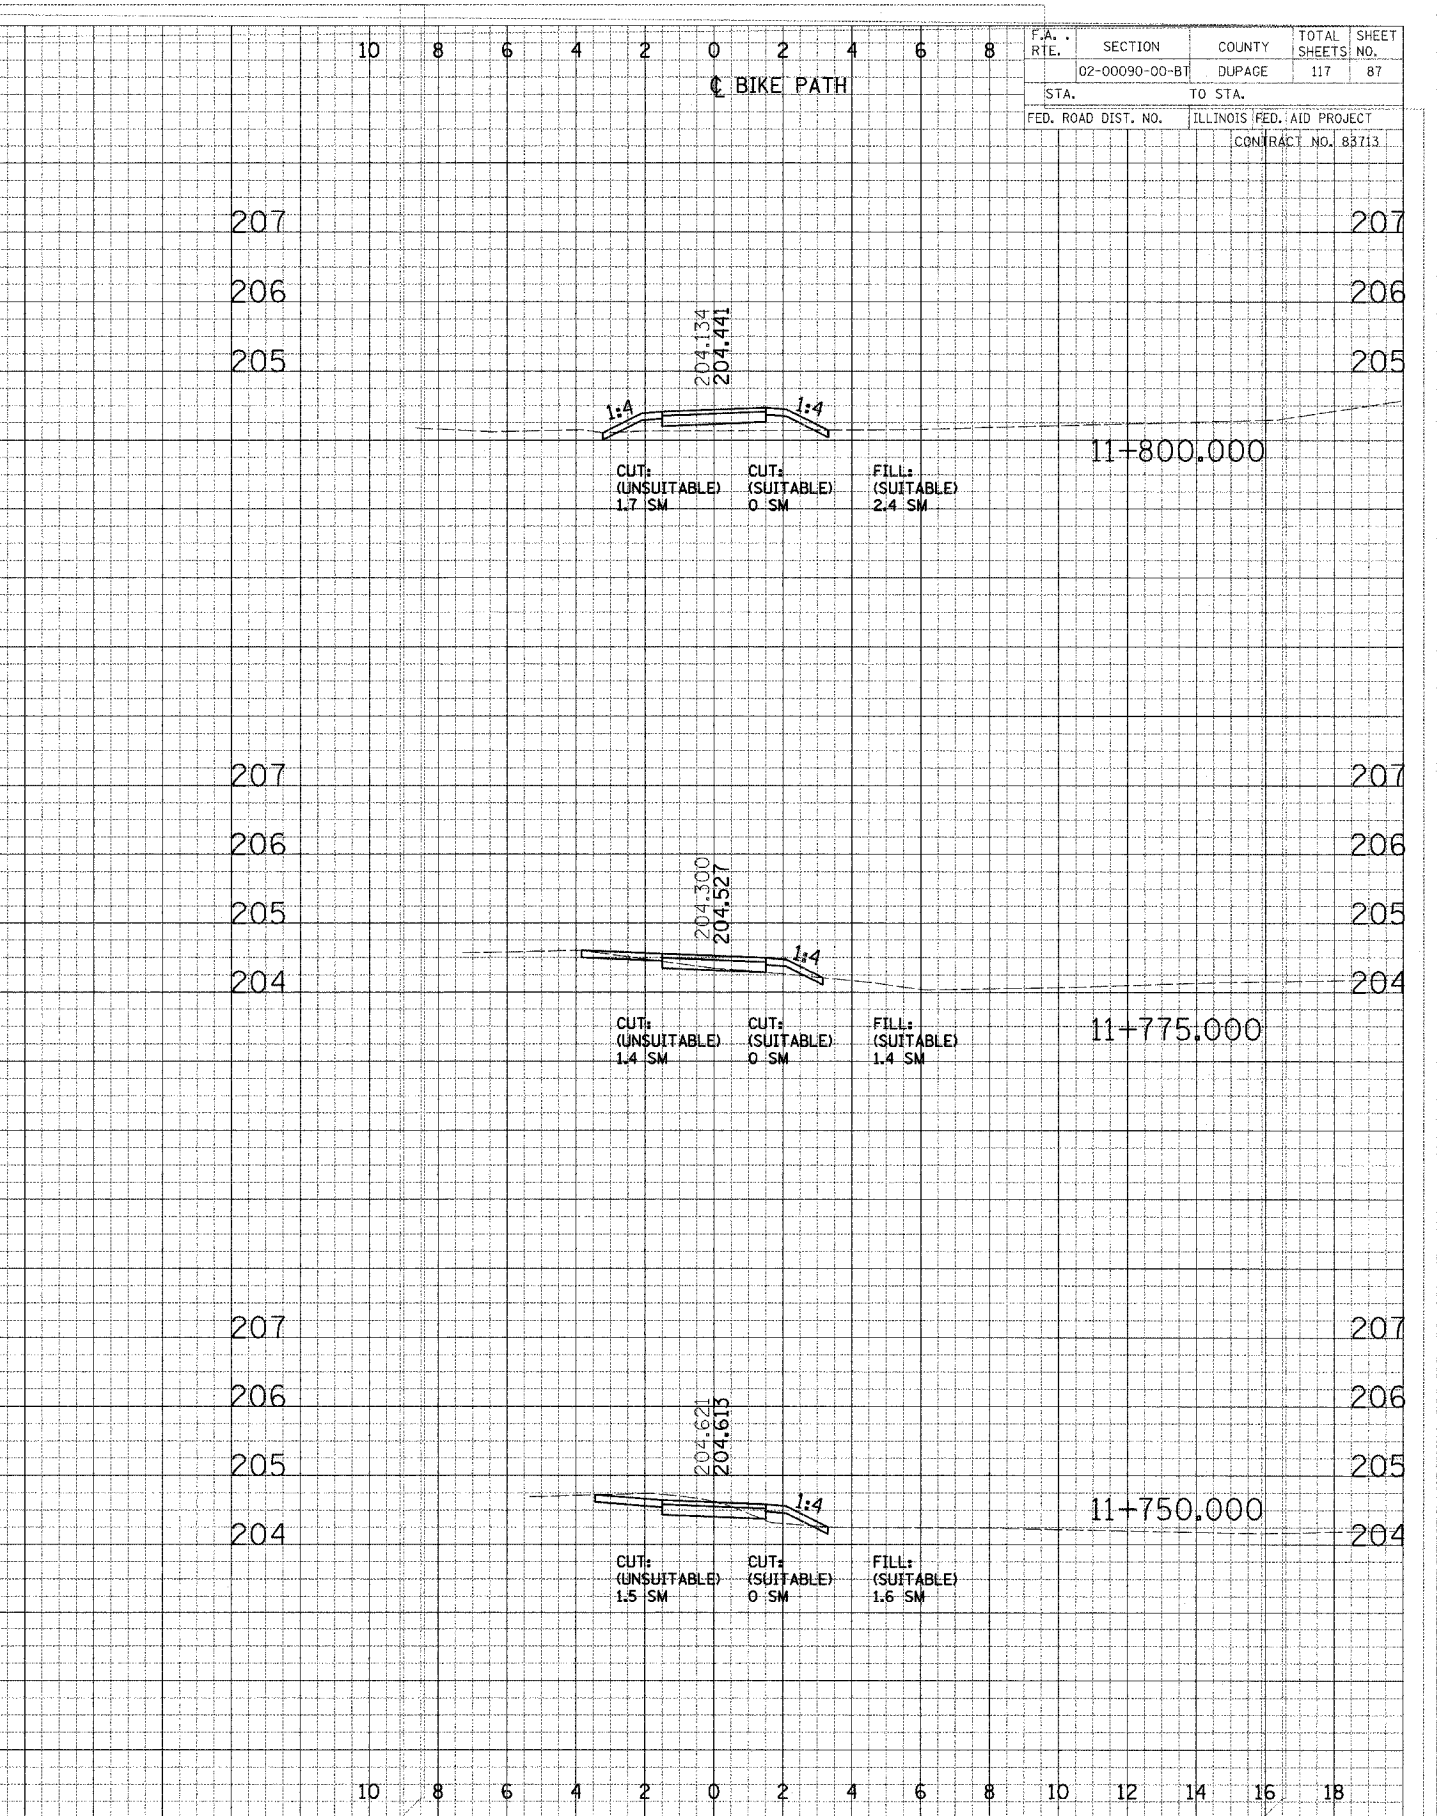 10 8 6 4 2 0 2 4 6 8
℄ BIKE PATH
F.A. . RTE. SECTION COUNTY TOTAL SHEETS SHEET NO.
02-00090-00-BT DUPAGE 117 87
STA. TO STA.
FED. ROAD DIST. NO. ILLINOIS FED. AID PROJECT
CONTRACT NO. 83713
207 207
206 206
205 205
204.134
204.441
1:4 1:4
11+800.000
CUT: (UNSUITABLE) 1.7 SM
CUT: (SUITABLE) 0 SM
FILL: (SUITABLE) 2.4 SM
207 207
206 206
205 205
204 204
204.300
204.527
1:4
11+775.000
CUT: (UNSUITABLE) 1.4 SM
CUT: (SUITABLE) 0 SM
FILL: (SUITABLE) 1.4 SM
207 207
206 206
205 205
204 204
204.621
204.613
1:4
11+750.000
CUT: (UNSUITABLE) 1.5 SM
CUT: (SUITABLE) 0 SM
FILL: (SUITABLE) 1.6 SM
10 8 6 4 2 0 2 4 6 8 10 12 14 16 18